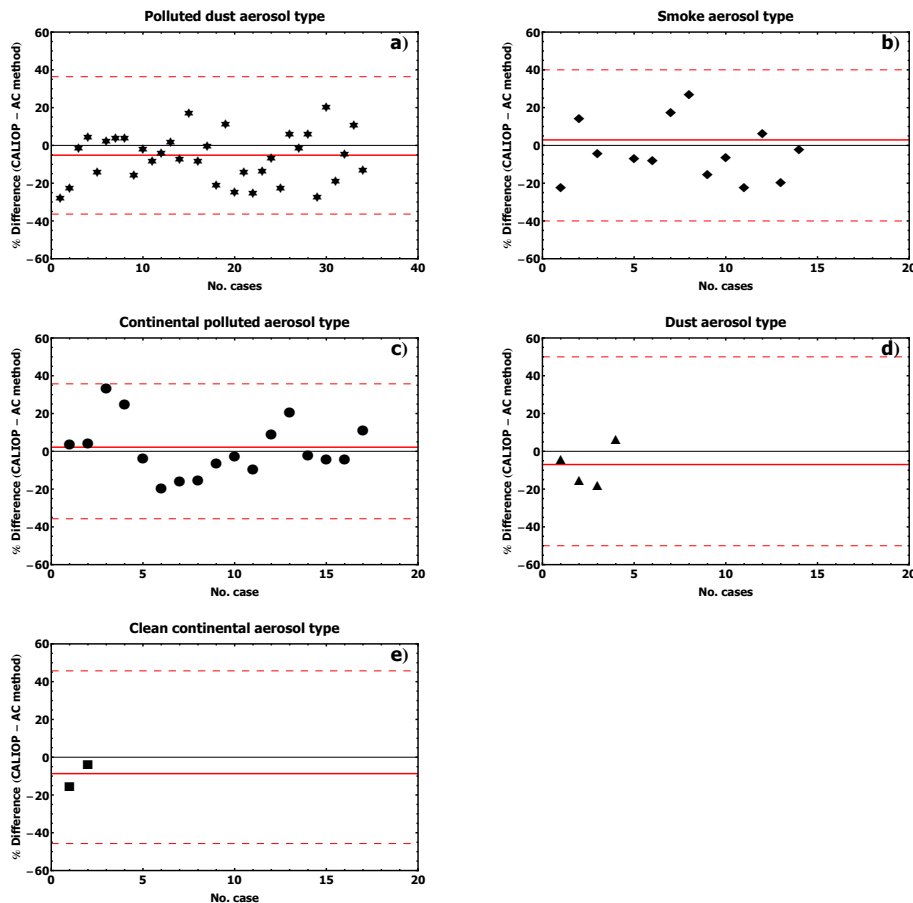 Polluted dust aerosol type
a)
% Difference (CALIOP − AC method)
60
40
20
0
−20
−40
−60
0 10 20 30 40
No. cases
Smoke aerosol type
b)
% Difference (CALIOP − AC method)
60
40
20
0
−20
−40
−60
0 5 10 15 20
No. cases
Continental polluted aerosol type
c)
% Difference (CALIOP − AC method)
60
40
20
0
−20
−40
−60
0 5 10 15 20
No. case
Dust aerosol type
d)
% Difference (CALIOP − AC method)
60
40
20
0
−20
−40
−60
0 5 10 15 20
No. cases
Clean continental aerosol type
e)
% Difference (CALIOP − AC method)
60
40
20
0
−20
−40
−60
0 5 10 15 20
No. case